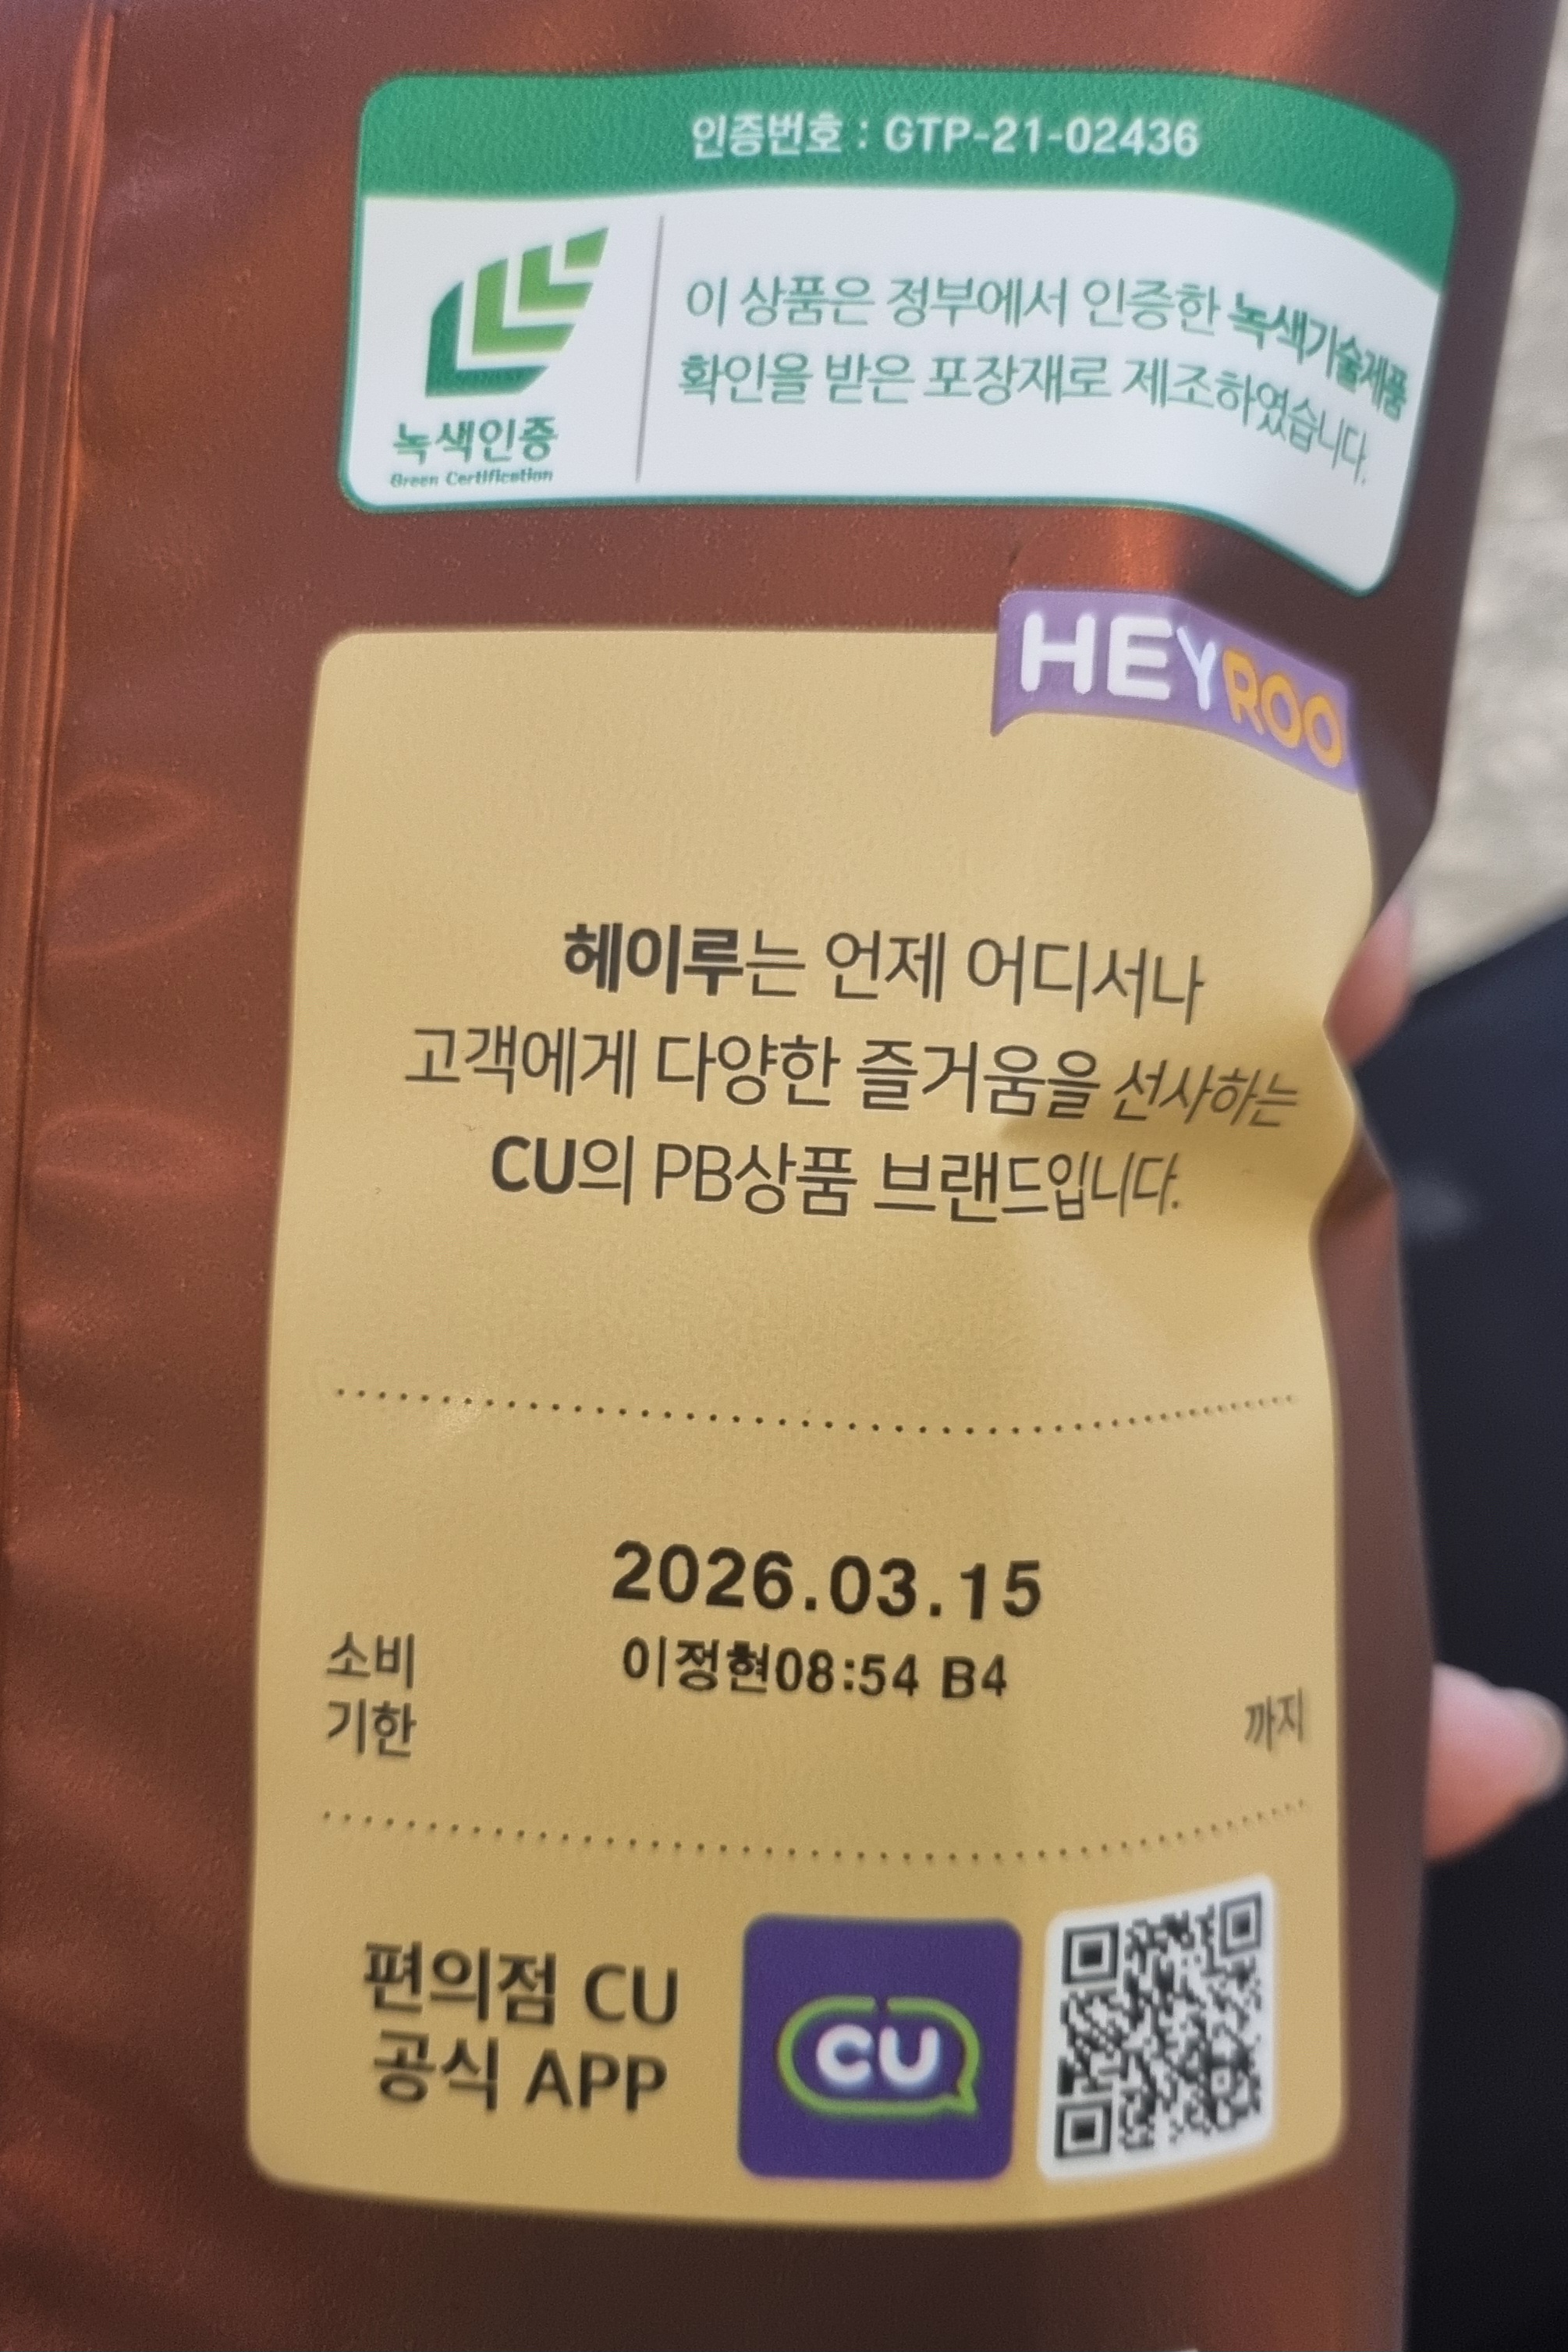 인증번호 : GTP-21-02436
이 상품은 정부에서 인증한 녹색기술제품
확인을 받은 포장재로 제조하였습니다.
녹색인증
Green Certification
HEYROO
헤이루는 언제 어디서나
고객에게 다양한 즐거움을 선사하는
CU의 PB상품 브랜드입니다.
2026.03.15
이정현08:54 B4
소비
기한
까지
편의점 CU
공식 APP
CU